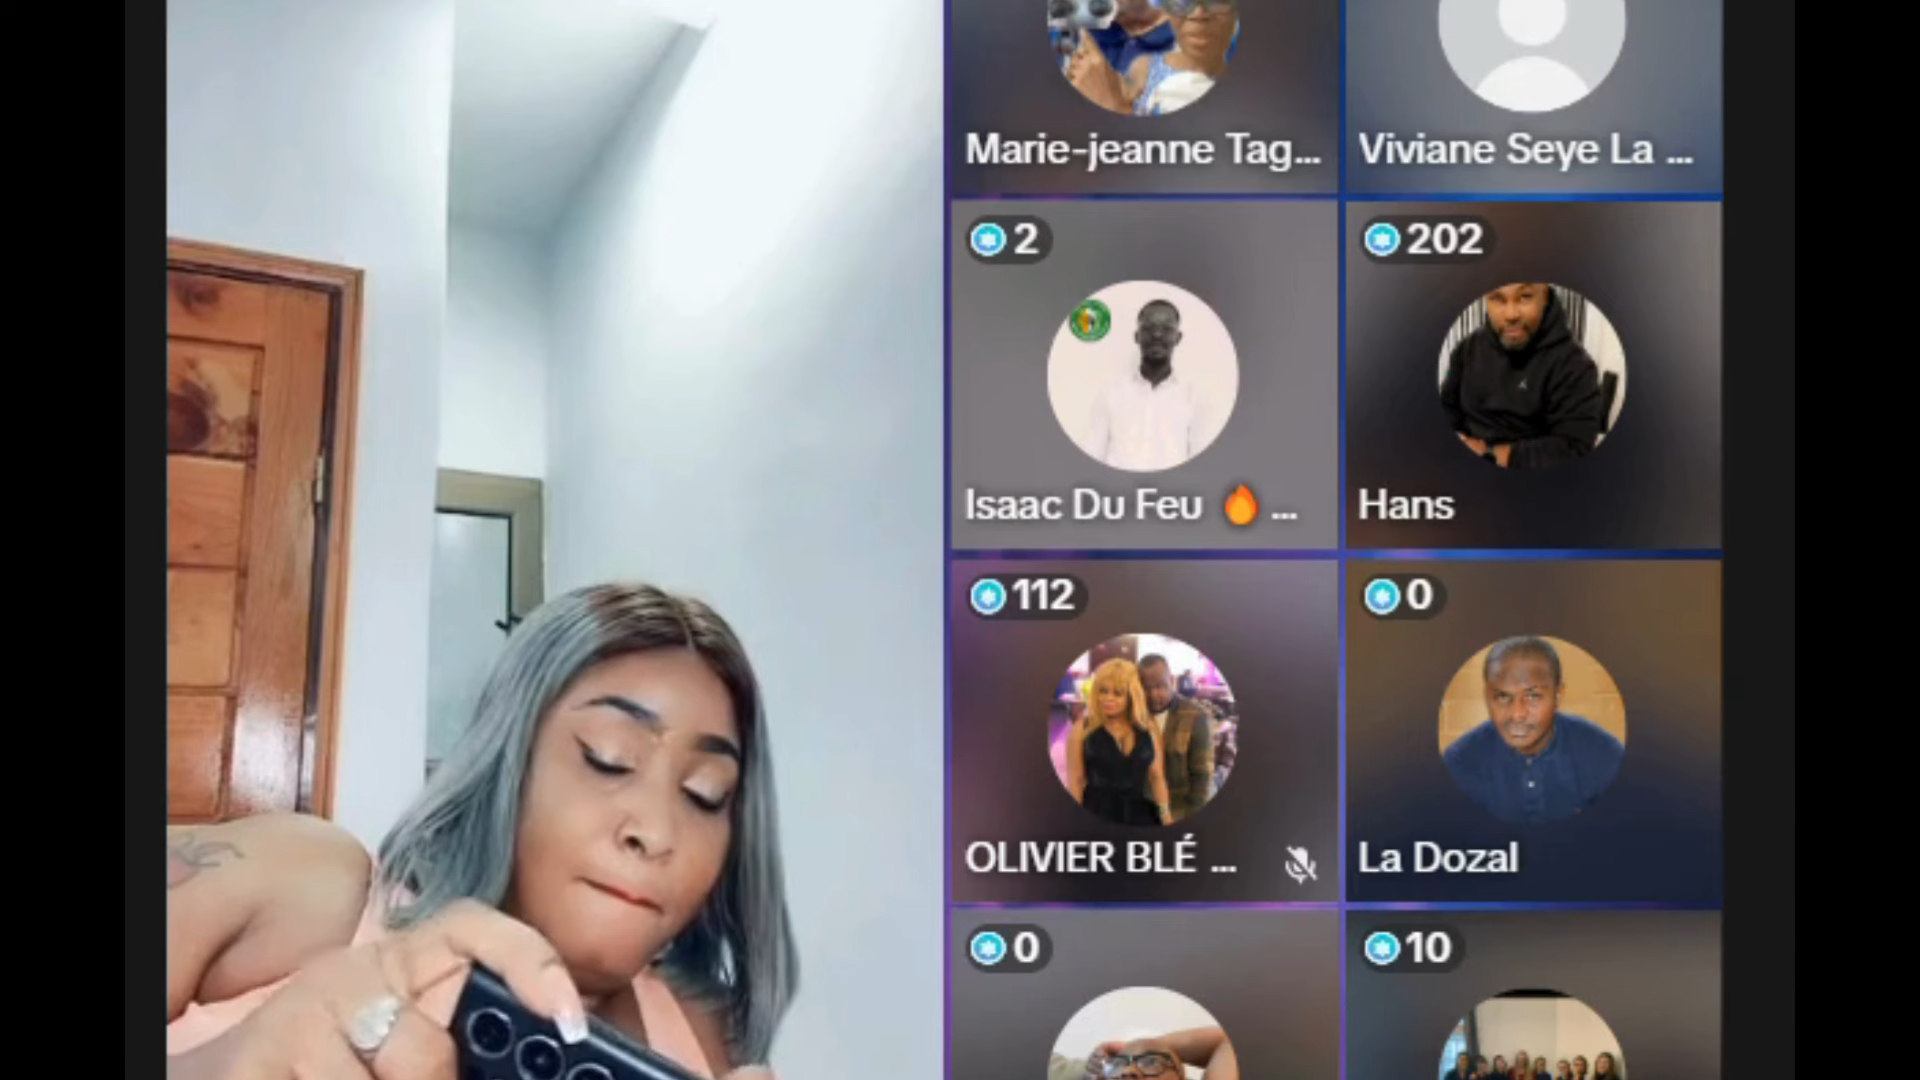 Marie-jeanne Tag...
Viviane Seye La ...
2
202
Isaac Du Feu 🔥 ...
Hans
112
0
OLIVIER BLÉ ...
La Dozal
0
10